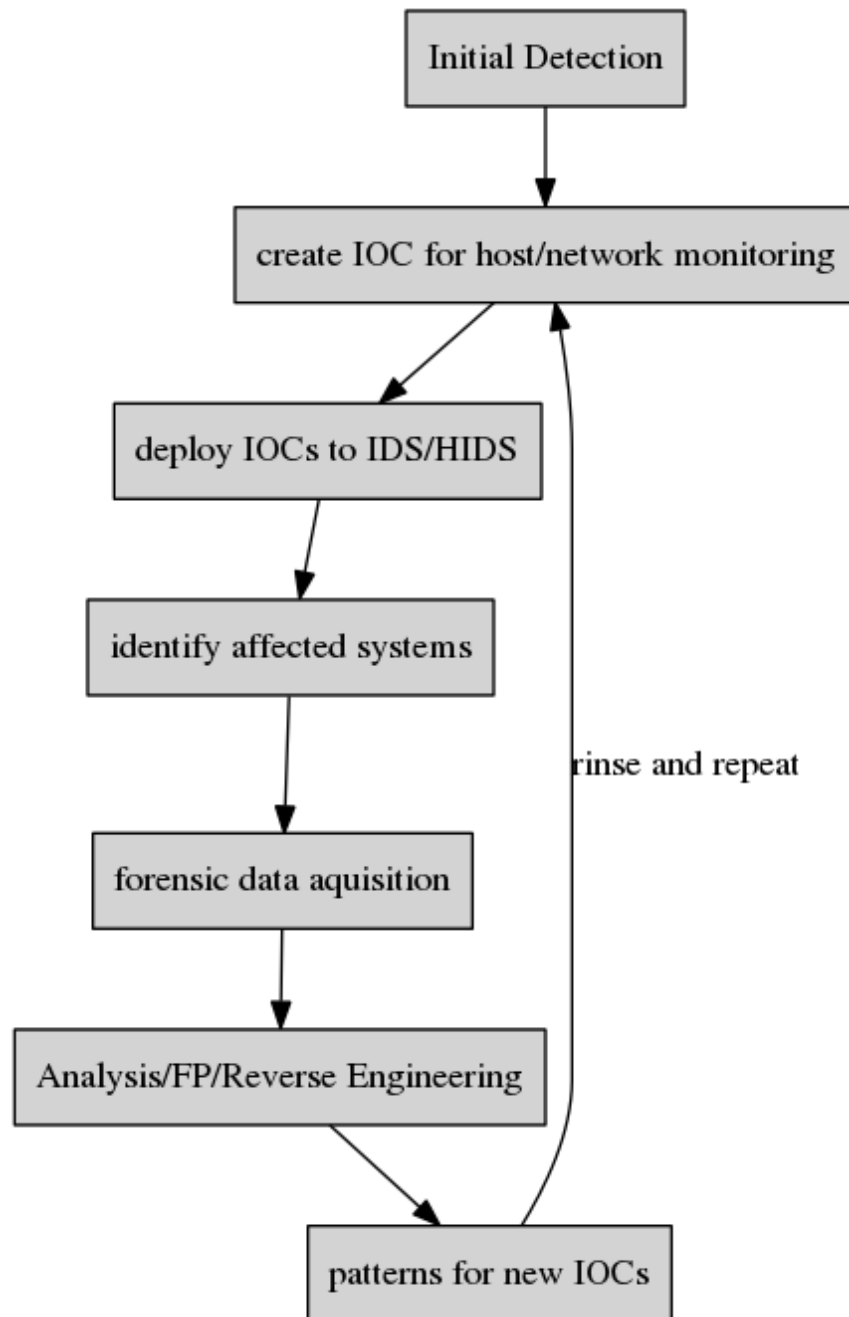 Initial Detection
create IOC for host/network monitoring
deploy IOCs to IDS/HIDS
identify affected systems
rinse and repeat
forensic data aquisition
Analysis/FP/Reverse Engineering
patterns for new IOCs